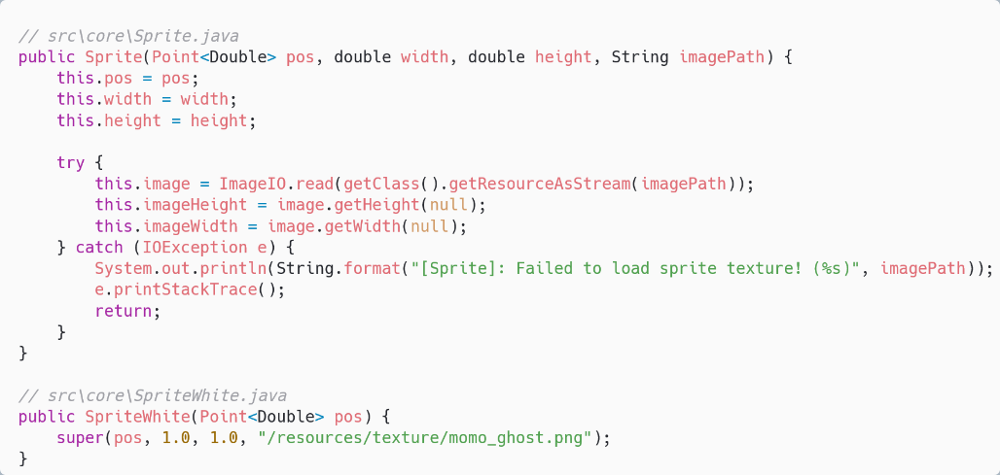 // src\core\Sprite.java
public Sprite(Point<Double> pos, double width, double height, String imagePath) {
    this.pos = pos;
    this.width = width;
    this.height = height;

    try {
        this.image = ImageIO.read(getClass().getResourceAsStream(imagePath));
        this.imageHeight = image.getHeight(null);
        this.imageWidth = image.getWidth(null);
    } catch (IOException e) {
        System.out.println(String.format("[Sprite]: Failed to load sprite texture! (%s)", imagePath));
        e.printStackTrace();
        return;
    }
}

// src\core\SpriteWhite.java
public SpriteWhite(Point<Double> pos) {
    super(pos, 1.0, 1.0, "/resources/texture/momo_ghost.png");
}